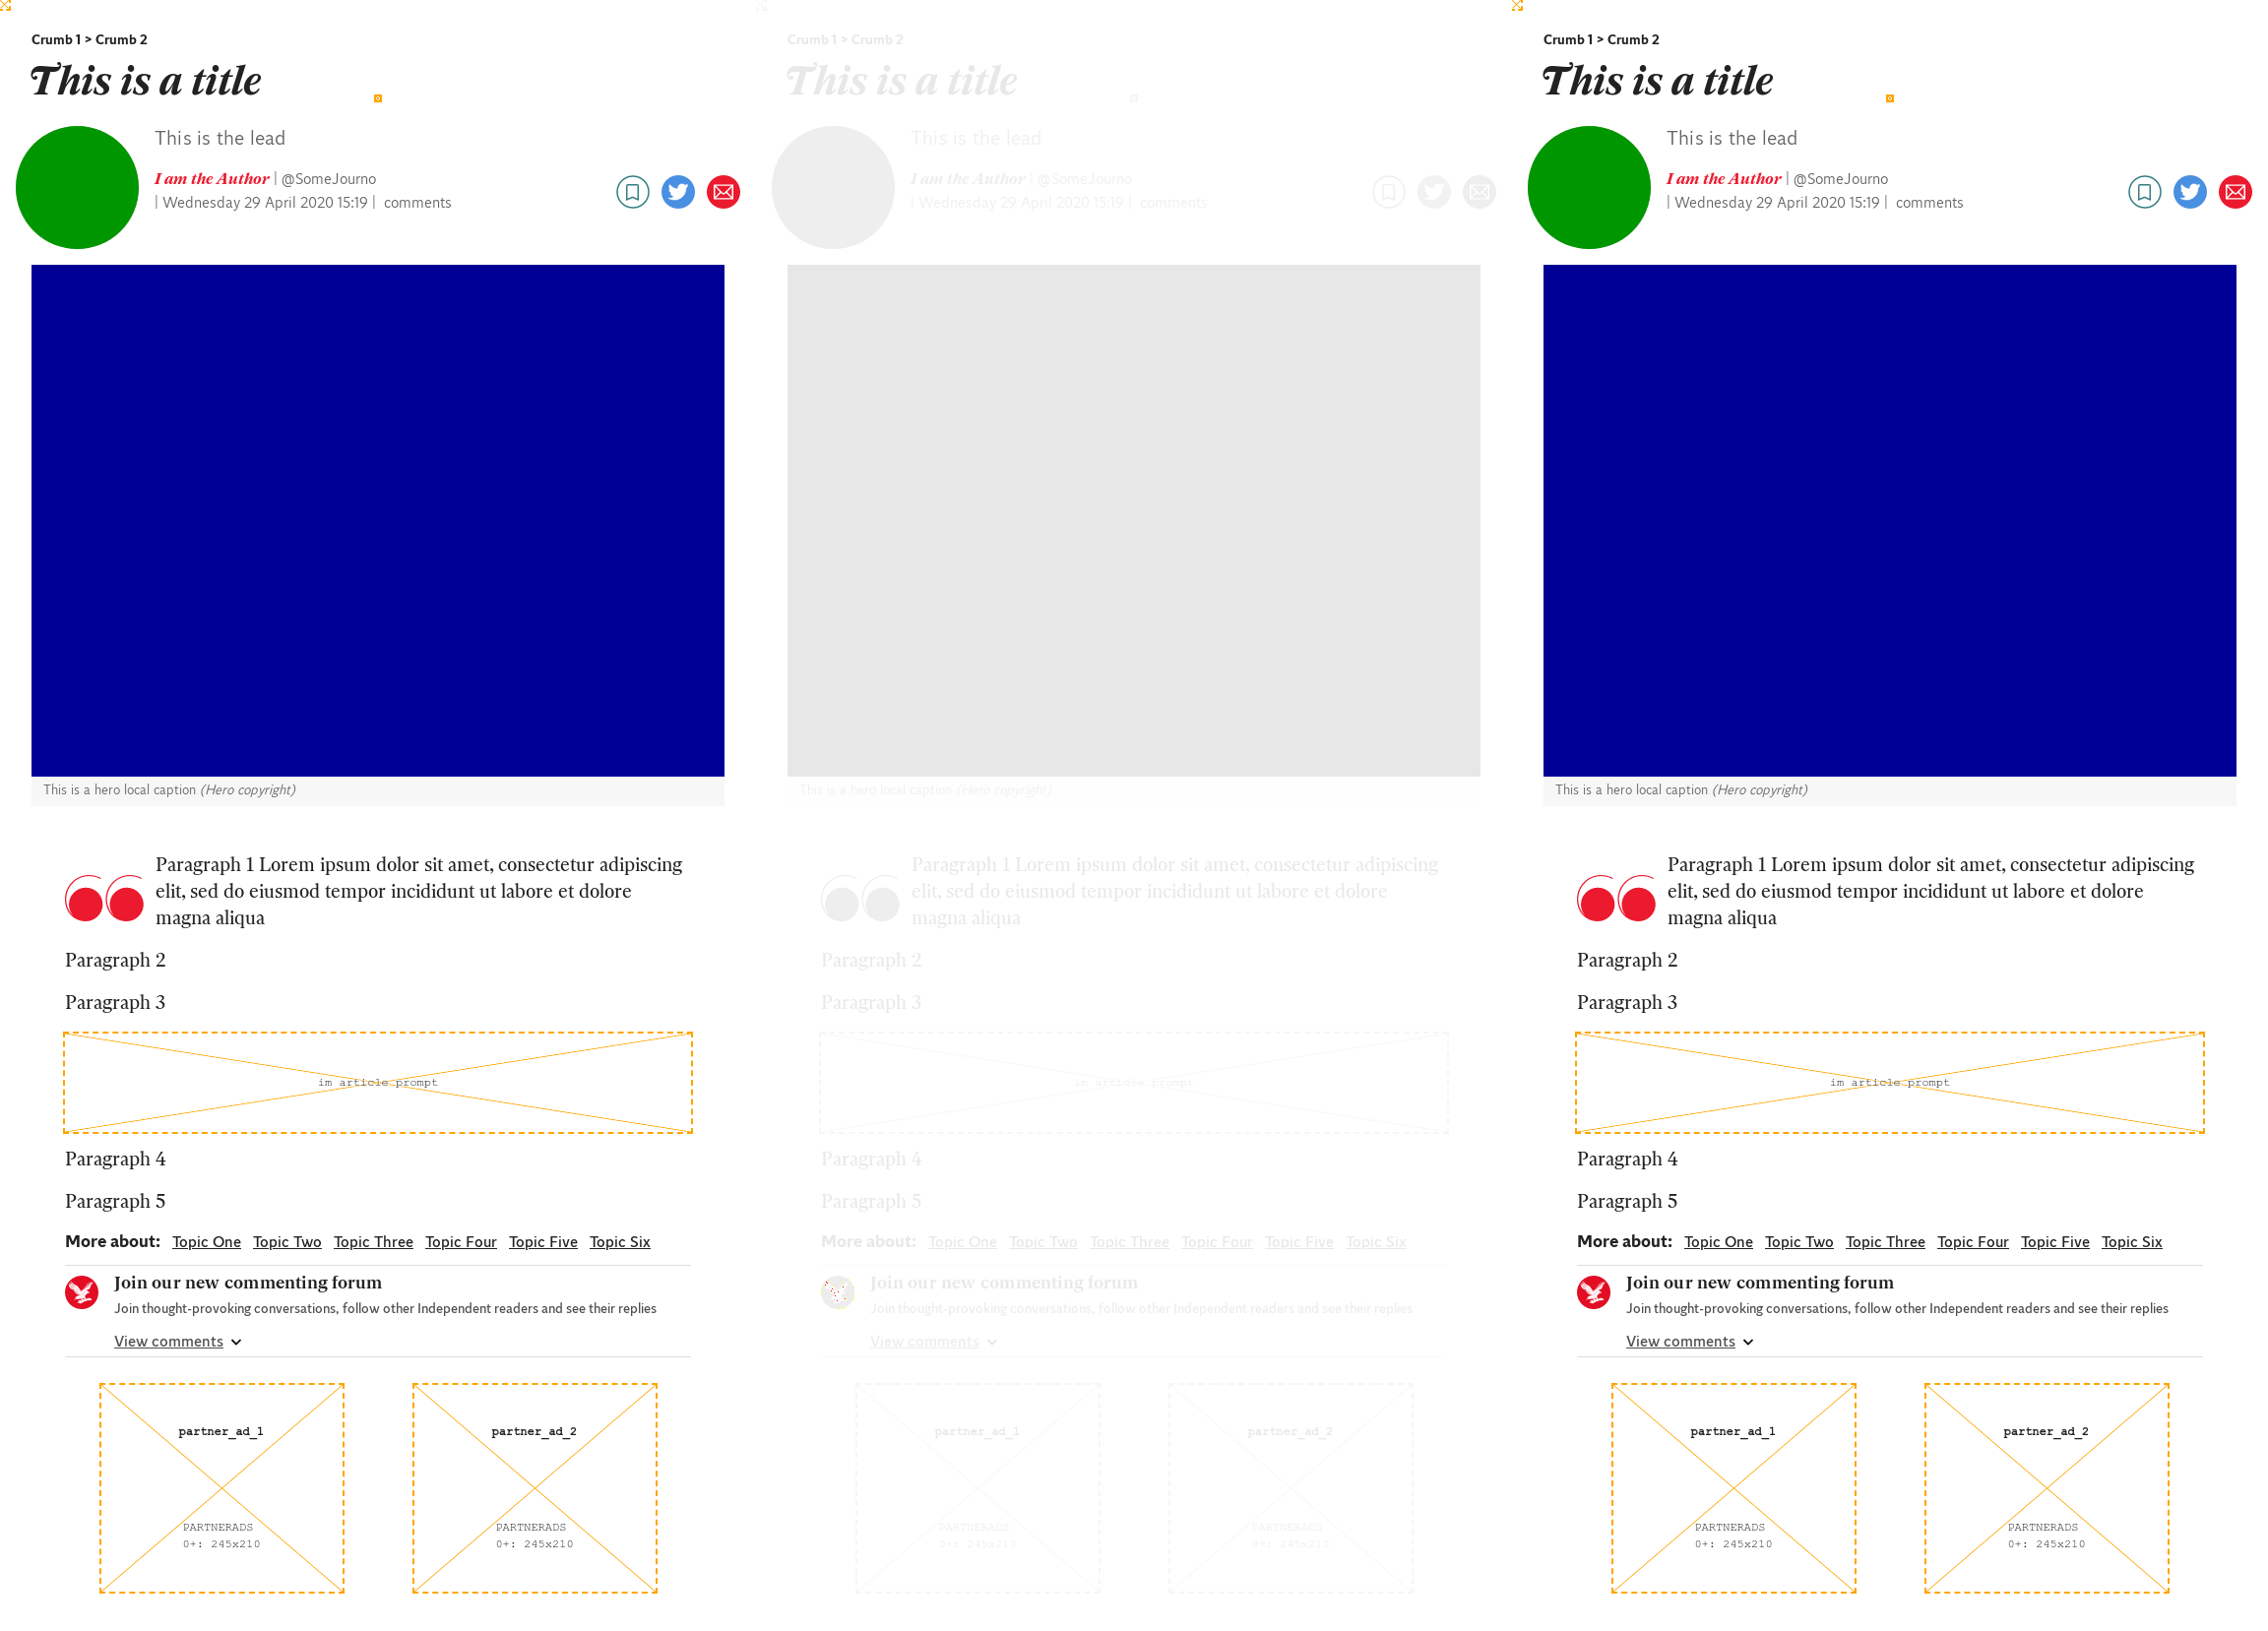 Crumb 1 > Crumb 2
This is a title
This is the lead
I am the Author | @SomeJourno
| Wednesday 29 April 2020 15:19 | comments
This is a hero local caption (Hero copyright)
Paragraph 1 Lorem ipsum dolor sit amet, consectetur adipiscing
elit, sed do eiusmod tempor incididunt ut labore et dolore
magna aliqua
Paragraph 2
Paragraph 3
im article prompt
Paragraph 4
Paragraph 5
More about: Topic One Topic Two Topic Three Topic Four Topic Five Topic Six
Join our new commenting forum
Join thought-provoking conversations, follow other Independent readers and see their replies
View comments
partner_ad_1
PARTNERADS
0+: 245x210
partner_ad_2
PARTNERADS
0+: 245x210
Crumb 1 > Crumb 2
This is a title
This is the lead
I am the Author | @SomeJourno
| Wednesday 29 April 2020 15:19 | comments
This is a hero local caption (Hero copyright)
Paragraph 1 Lorem ipsum dolor sit amet, consectetur adipiscing
elit, sed do eiusmod tempor incididunt ut labore et dolore
magna aliqua
Paragraph 2
Paragraph 3
im article prompt
Paragraph 4
Paragraph 5
More about: Topic One Topic Two Topic Three Topic Four Topic Five Topic Six
Join our new commenting forum
Join thought-provoking conversations, follow other Independent readers and see their replies
View comments
partner_ad_1
PARTNERADS
0+: 245x210
partner_ad_2
PARTNERADS
0+: 245x210
Crumb 1 > Crumb 2
This is a title
This is the lead
I am the Author | @SomeJourno
| Wednesday 29 April 2020 15:19 | comments
This is a hero local caption (Hero copyright)
Paragraph 1 Lorem ipsum dolor sit amet, consectetur adipiscing
elit, sed do eiusmod tempor incididunt ut labore et dolore
magna aliqua
Paragraph 2
Paragraph 3
im article prompt
Paragraph 4
Paragraph 5
More about: Topic One Topic Two Topic Three Topic Four Topic Five Topic Six
Join our new commenting forum
Join thought-provoking conversations, follow other Independent readers and see their replies
View comments
partner_ad_1
PARTNERADS
0+: 245x210
partner_ad_2
PARTNERADS
0+: 245x210